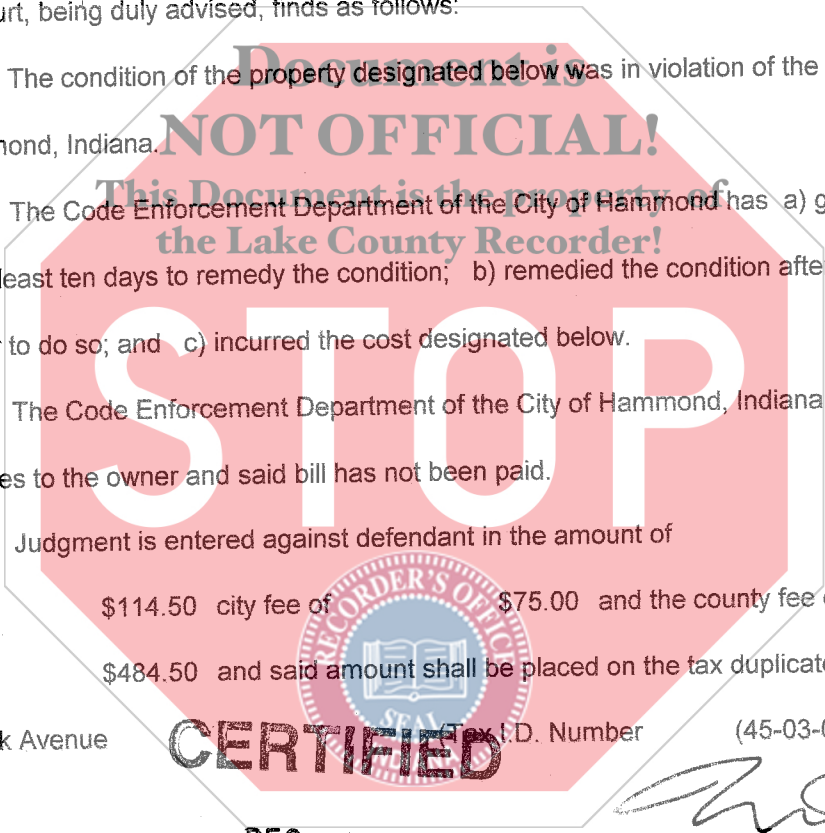 urt, being duly advised, finds as follows:
Document is
The condition of the property designated below was in violation of the
NOT OFFICIAL!
mond, Indiana.
This Document is the property of
The Code Enforcement Department of the City of Hammond has a) g
the Lake County Recorder!
least ten days to remedy the condition; b) remedied the condition afte
STOP
to do so; and c) incurred the cost designated below.
The Code Enforcement Department of the City of Hammond, Indiana
es to the owner and said bill has not been paid.
Judgment is entered against defendant in the amount of
RECORDER'S OFFICE
$114.50 city fee of $75.00 and the county fee
$484.50 and said amount shall be placed on the tax duplicate
SEAL
k Avenue CERTIFIED Tax I.D. Number (45-03-0
INDIANA